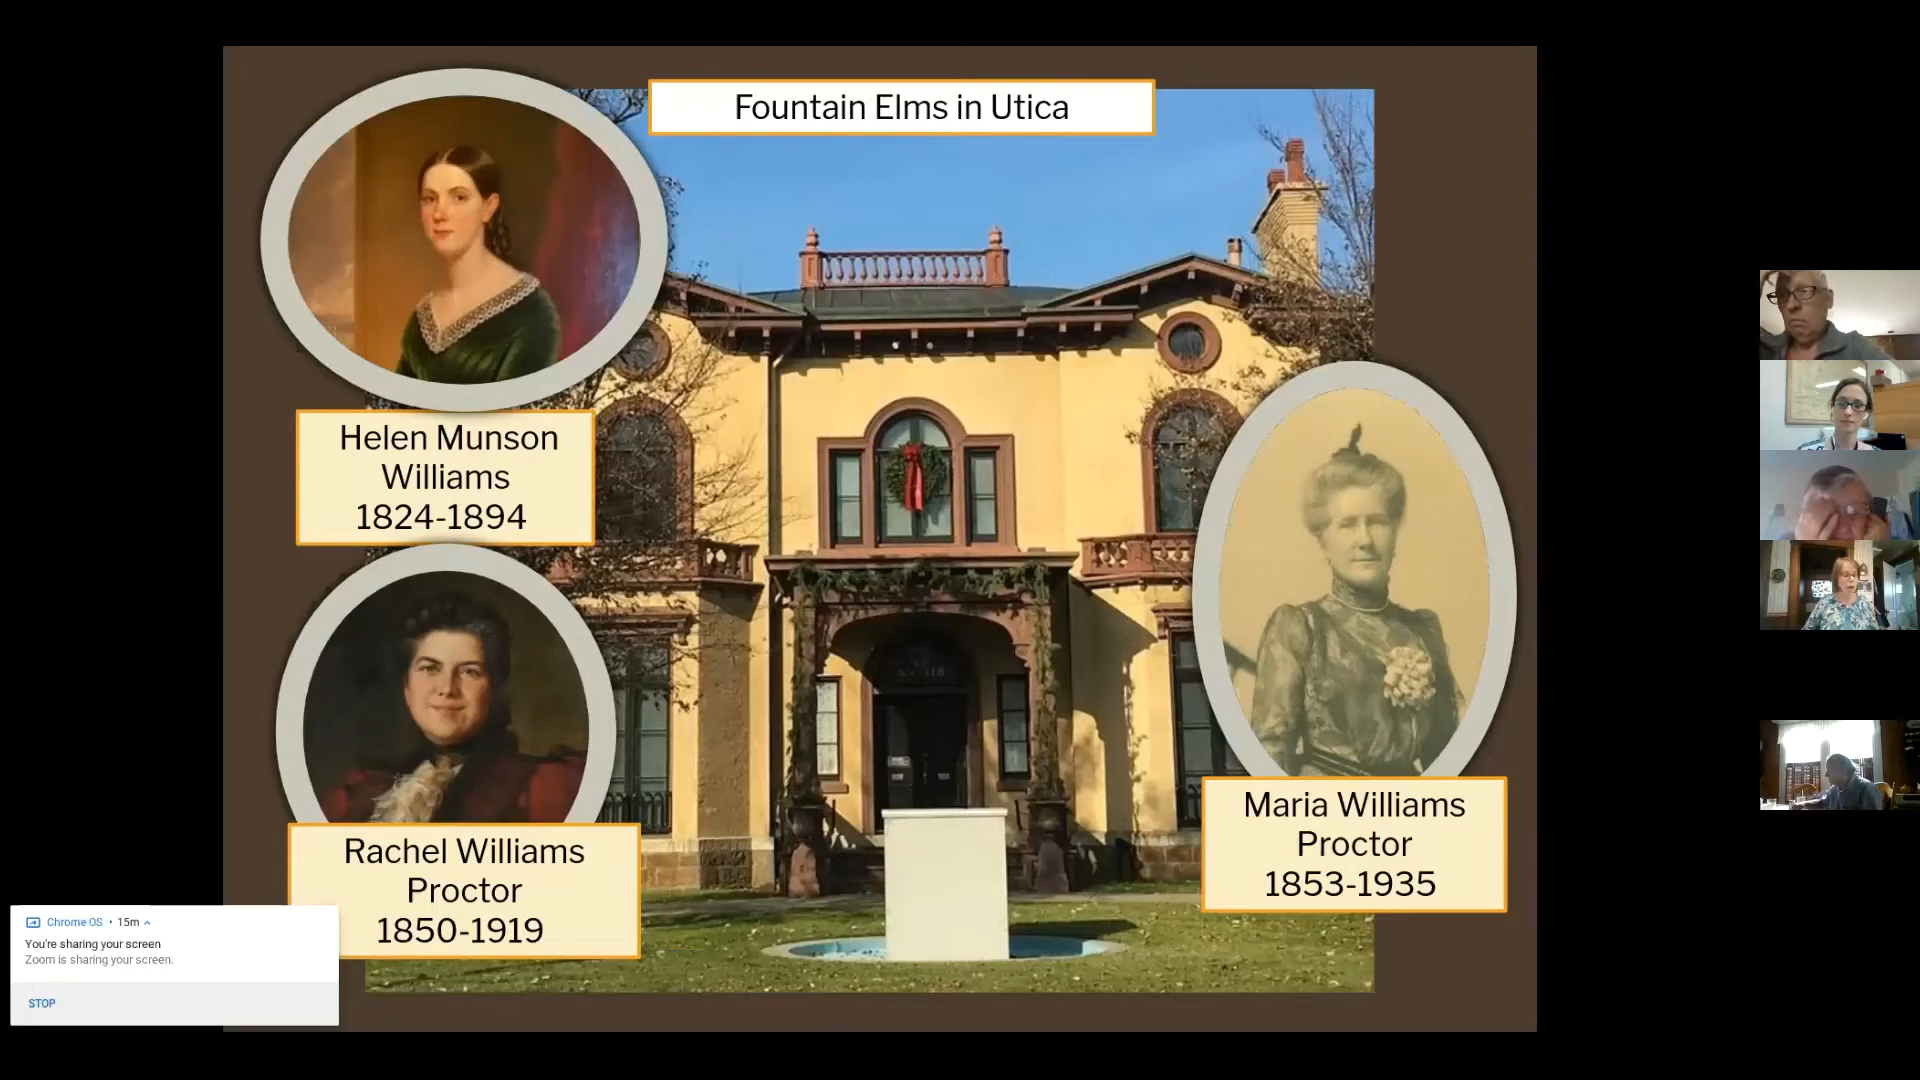 Fountain Elms in Utica
Helen Munson
Williams
1824-1894
Rachel Williams
Proctor
1850-1919
Maria Williams
Proctor
1853-1935
Chrome OS • 15m
You're sharing your screen
Zoom is sharing your screen.
STOP